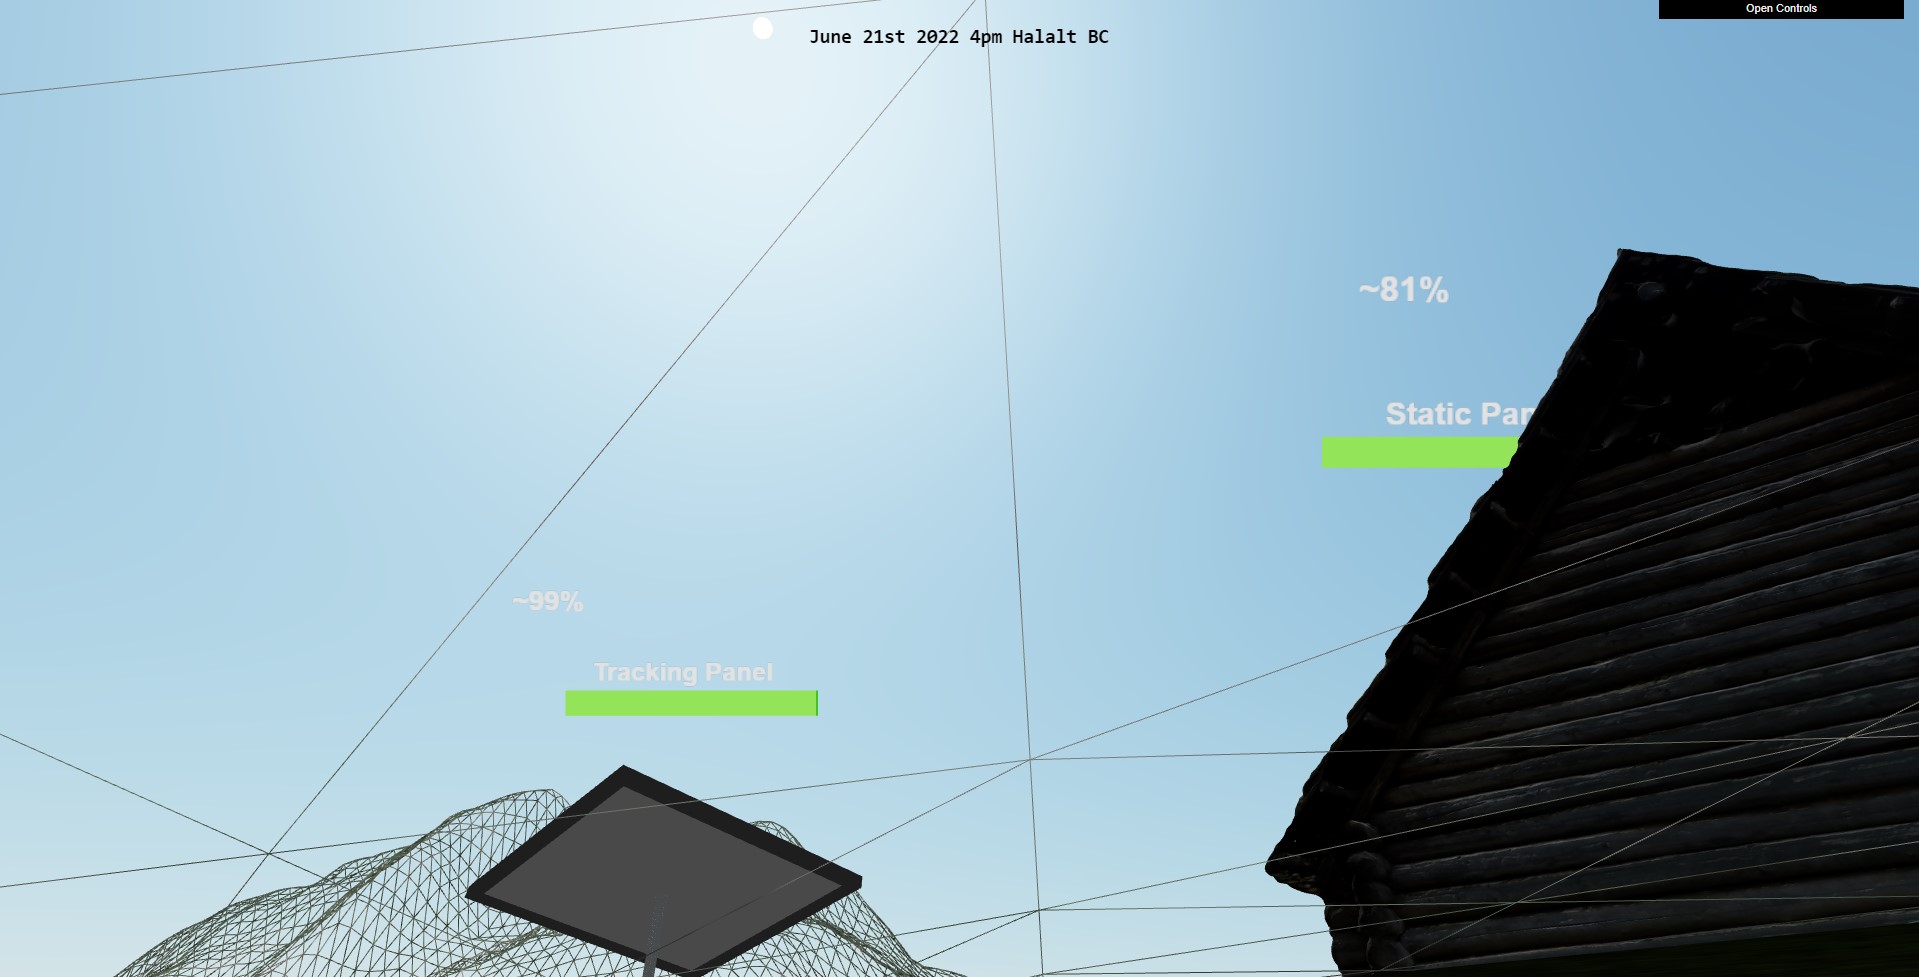 Open Controls
June 21st 2022 4pm Halalt BC
~81%
Static Pan
~99%
Tracking Panel